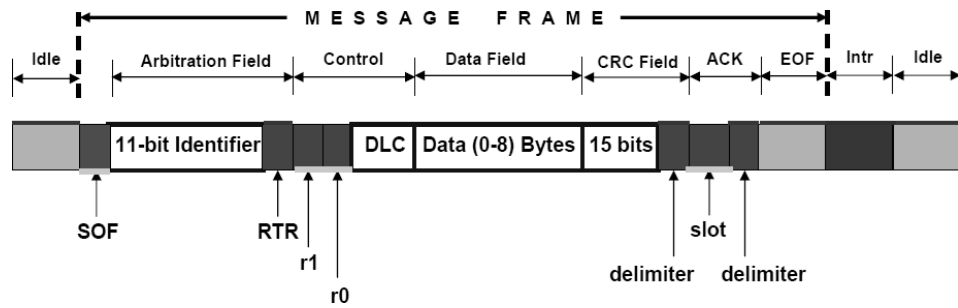 MESSAGE FRAME
Idle Arbitration Field Control Data Field CRC Field ACK EOF Intr Idle
11-bit Identifier DLC Data (0-8) Bytes 15 bits
SOF RTR slot
r1 delimiter delimiter
r0